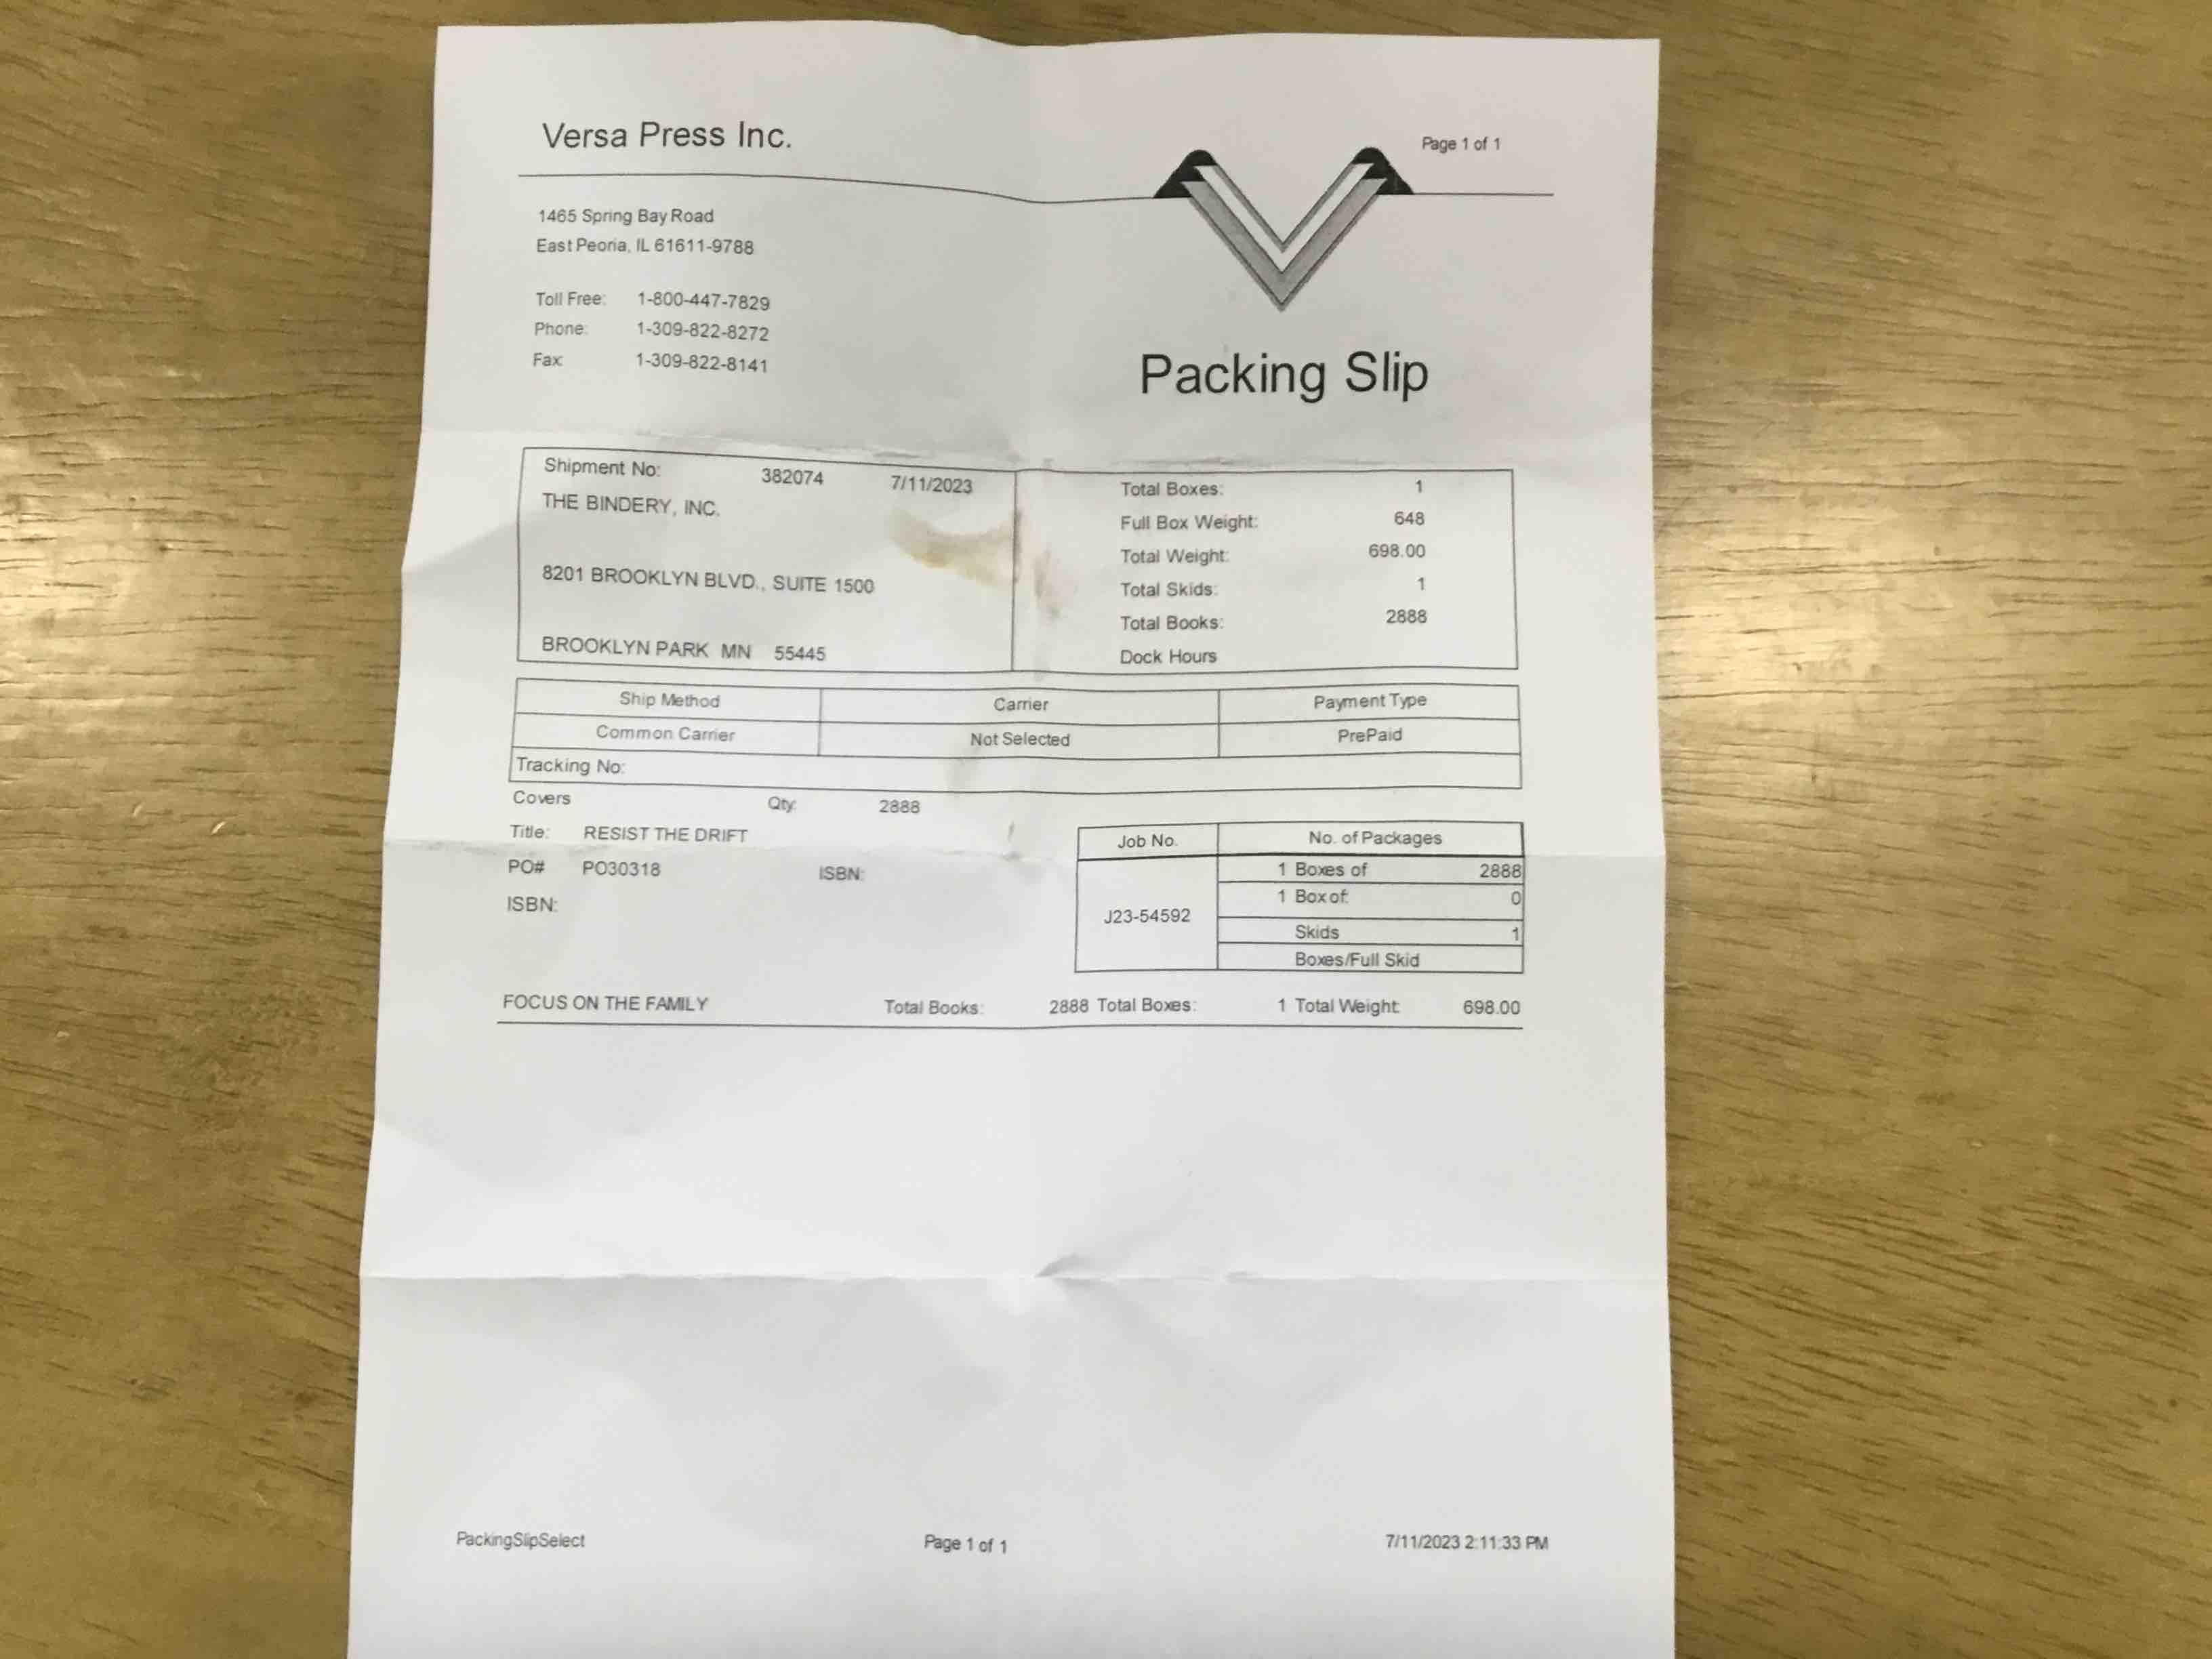 Versa Press Inc.
Page 1 of 1
1465 Spring Bay Road
East Peoria, IL 61611-9788
Toll Free: 1-800-447-7829
Phone: 1-309-822-8272
Fax: 1-309-822-8141
Packing Slip
Shipment No: 382074 7/11/2023
THE BINDERY, INC.
8201 BROOKLYN BLVD., SUITE 1500
BROOKLYN PARK MN 55445
Total Boxes: 1
Full Box Weight: 648
Total Weight: 698.00
Total Skids: 1
Total Books: 2888
Dock Hours
Ship Method Carrier Payment Type
Common Carrier Not Selected PrePaid
Tracking No:
Covers Qty: 2888
Title: RESIST THE DRIFT
PO# PO30318 ISBN:
ISBN:
Job No. No. of Packages
J23-54592
1 Boxes of 2888
1 Box of: 0
Skids 1
Boxes/Full Skid
FOCUS ON THE FAMILY Total Books: 2888 Total Boxes: 1 Total Weight: 698.00
PackingSlipSelect Page 1 of 1 7/11/2023 2:11:33 PM